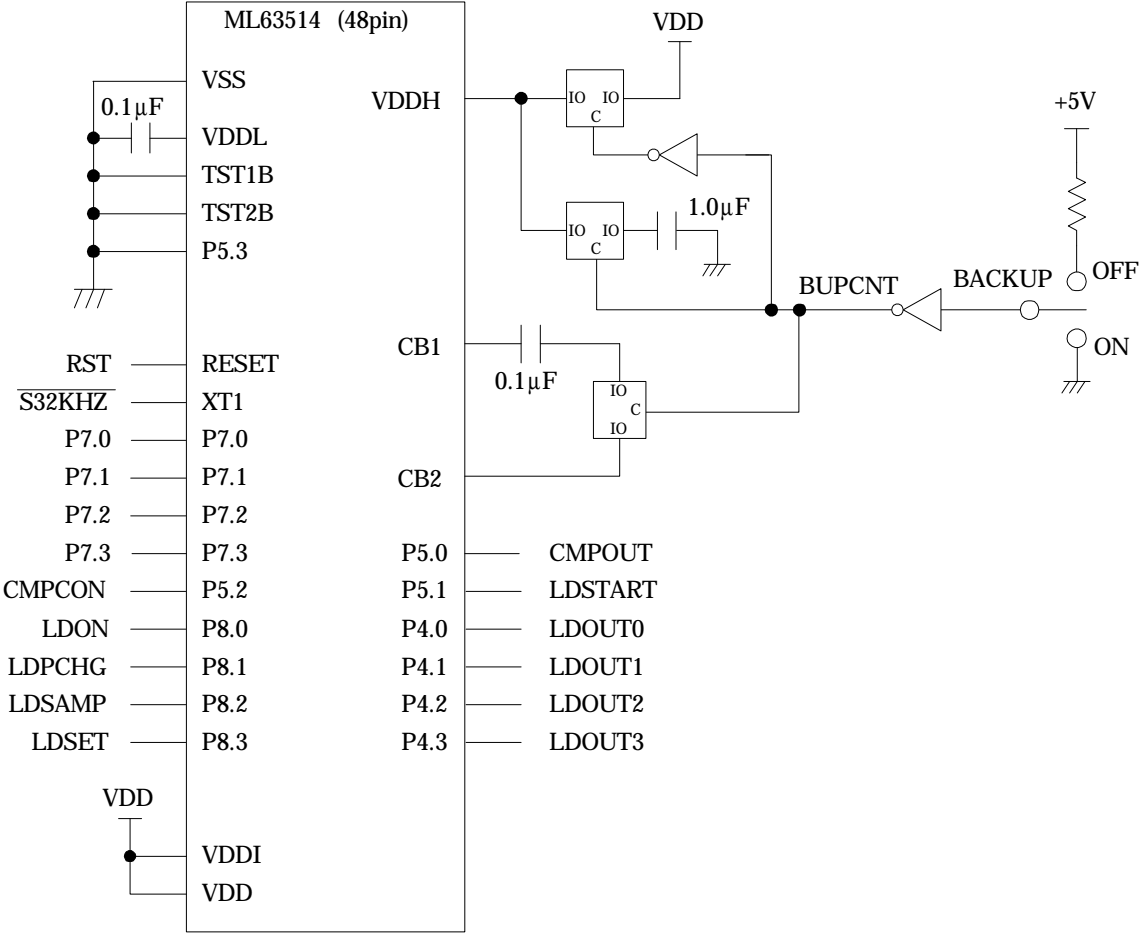 ML63514 (48pin)
VDD
VSS
0.1µF
VDDH
IO IO
C
+5V
VDDL
TST1B
TST2B
1.0µF
IO IO
C
P5.3
OFF
BACKUP
BUPCNT
CB1
ON
RST
RESET
0.1µF
IO
C
IO
S32KHZ
XT1
P7.0
P7.0
P7.1
P7.1
CB2
P7.2
P7.2
P7.3
P7.3
P5.0
CMPOUT
CMPCON
P5.2
P5.1
LDSTART
LDON
P8.0
P4.0
LDOUT0
LDPCHG
P8.1
P4.1
LDOUT1
LDSAMP
P8.2
P4.2
LDOUT2
LDSET
P8.3
P4.3
LDOUT3
VDD
VDDI
VDD